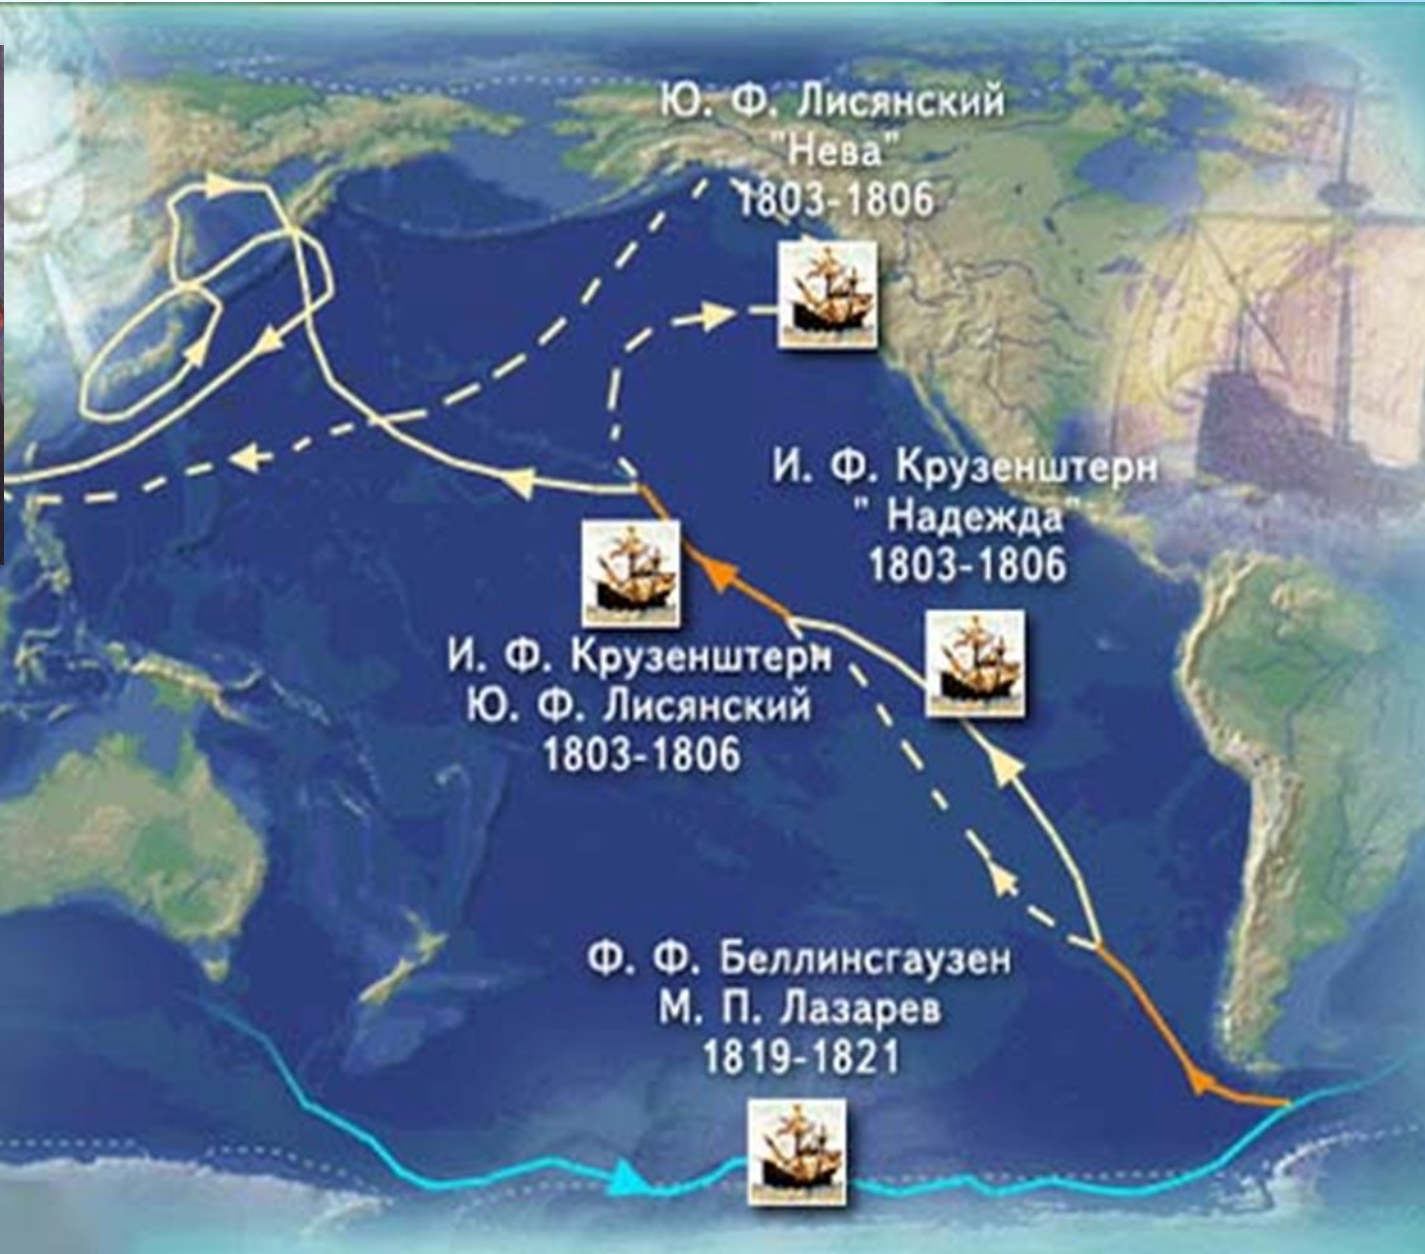 Ю. Ф. Лисянский
"Нева"
1803-1806
И. Ф. Крузенштерн
" Надежда"
1803-1806
И. Ф. Крузенштерн
Ю. Ф. Лисянский
1803-1806
Ф. Ф. Беллинсгаузен
М. П. Лазарев
1819-1821